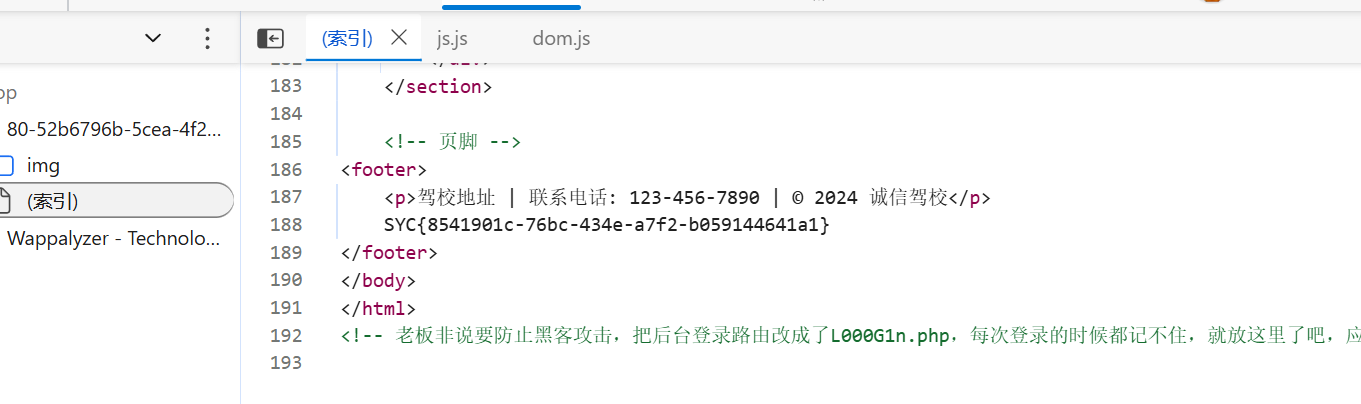 (索引) js.js dom.js
op
80-52b6796b-5cea-4f2...
img
(索引)
Wappalyzer - Technolo...
183 </section>
184
185 <!-- 页脚 -->
186 <footer>
187 <p>驾校地址 | 联系电话: 123-456-7890 | © 2024 诚信驾校</p>
188 SYC{8541901c-76bc-434e-a7f2-b059144641a1}
189 </footer>
190 </body>
191 </html>
192 <!-- 老板非说要防止黑客攻击，把后台登录路由改成了L000G1n.php，每次登录的时候都记不住，就放这里了吧，应
193